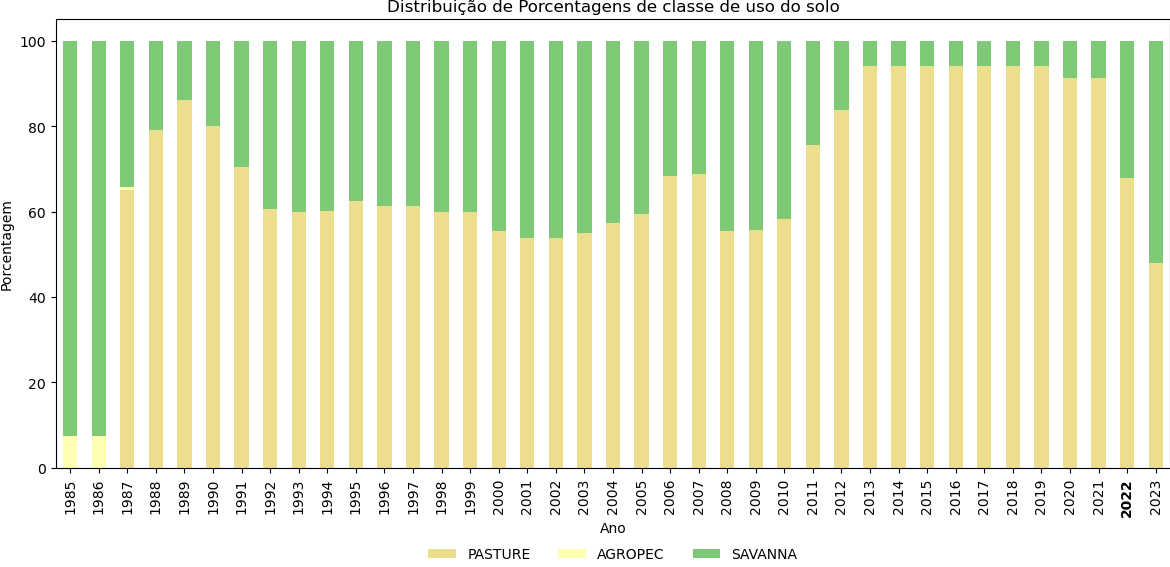 Distribuição de Porcentagens de classe de uso do solo
Porcentagem
100
80
60
40
20
0
1985 1986 1987 1988 1989 1990 1991 1992 1993 1994 1995 1996 1997 1998 1999 2000 2001 2002 2003 2004 2005 2006 2007 2008 2009 2010 2011 2012 2013 2014 2015 2016 2017 2018 2019 2020 2021 2022 2023
Ano
PASTURE AGROPEC SAVANNA